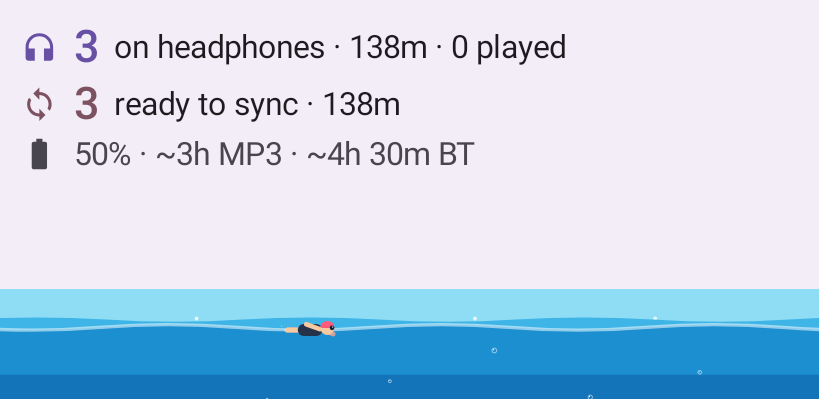 3 on headphones · 138m · 0 played
3 ready to sync · 138m
50% · ~3h MP3 · ~4h 30m BT